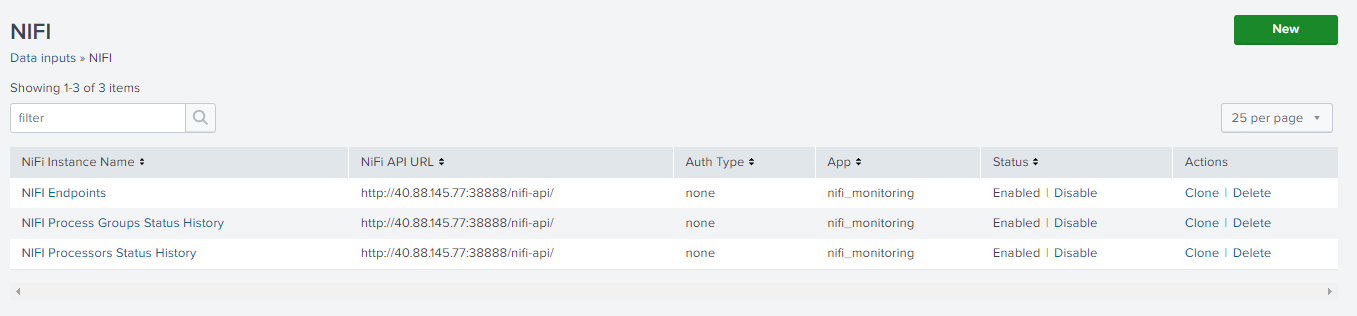 NIFI
New
Data inputs » NIFI
Showing 1-3 of 3 items
filter
25 per page
NiFi Instance Name NiFi API URL Auth Type App Status Actions
NIFI Endpoints http://40.88.145.77:38888/nifi-api/ none nifi_monitoring Enabled | Disable Clone | Delete
NIFI Process Groups Status History http://40.88.145.77:38888/nifi-api/ none nifi_monitoring Enabled | Disable Clone | Delete
NIFI Processors Status History http://40.88.145.77:38888/nifi-api/ none nifi_monitoring Enabled | Disable Clone | Delete